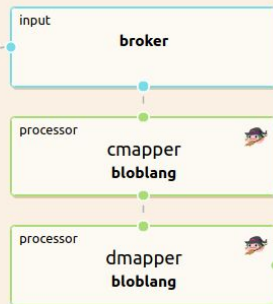 input
broker
processor
cmapper
bloblang
processor
dmapper
bloblang